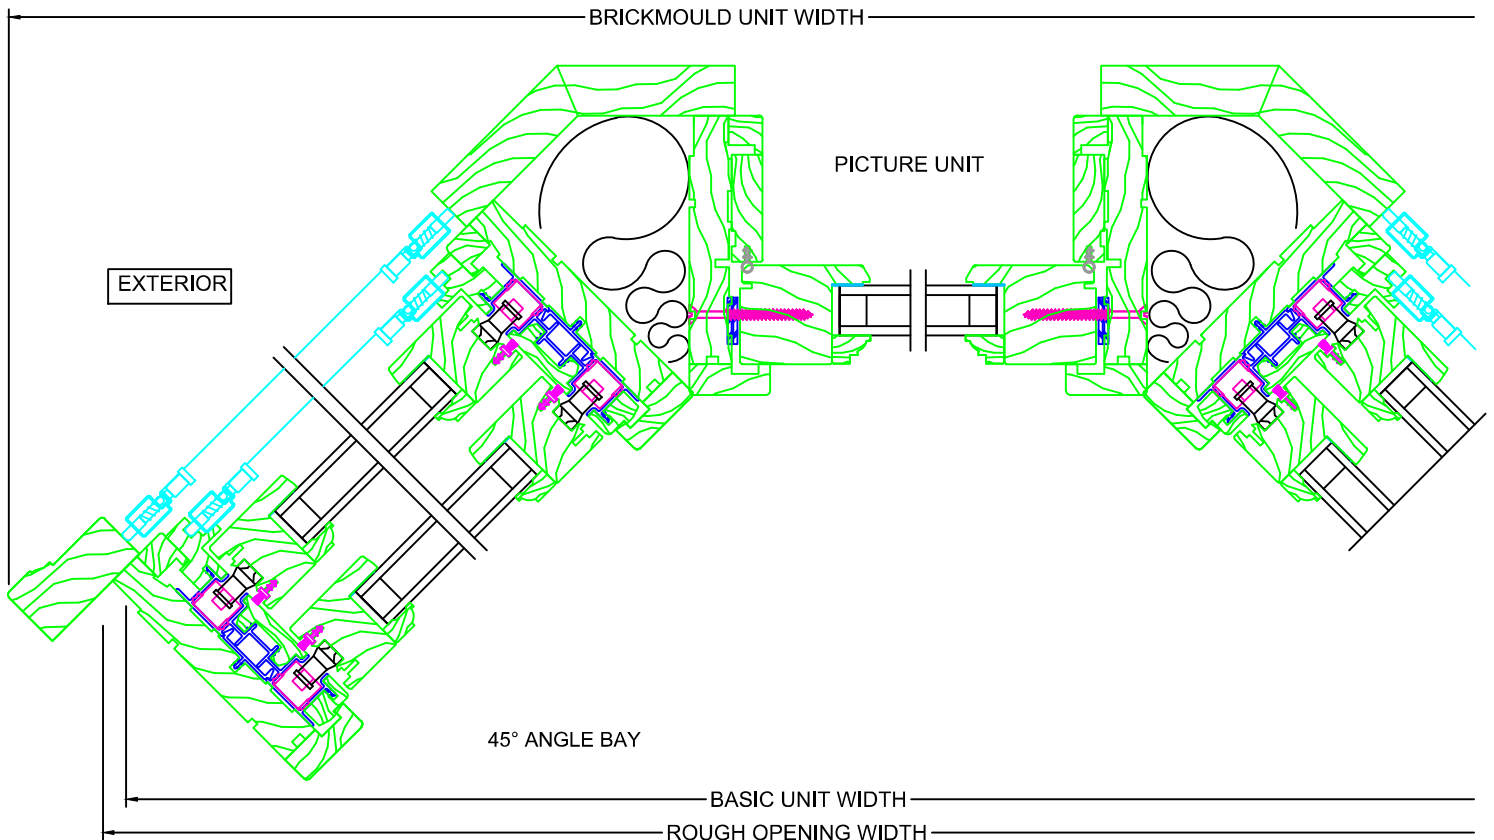 BRICKMOULD UNIT WIDTH
PICTURE UNIT
EXTERIOR
45° ANGLE BAY
BASIC UNIT WIDTH
ROUGH OPENING WIDTH